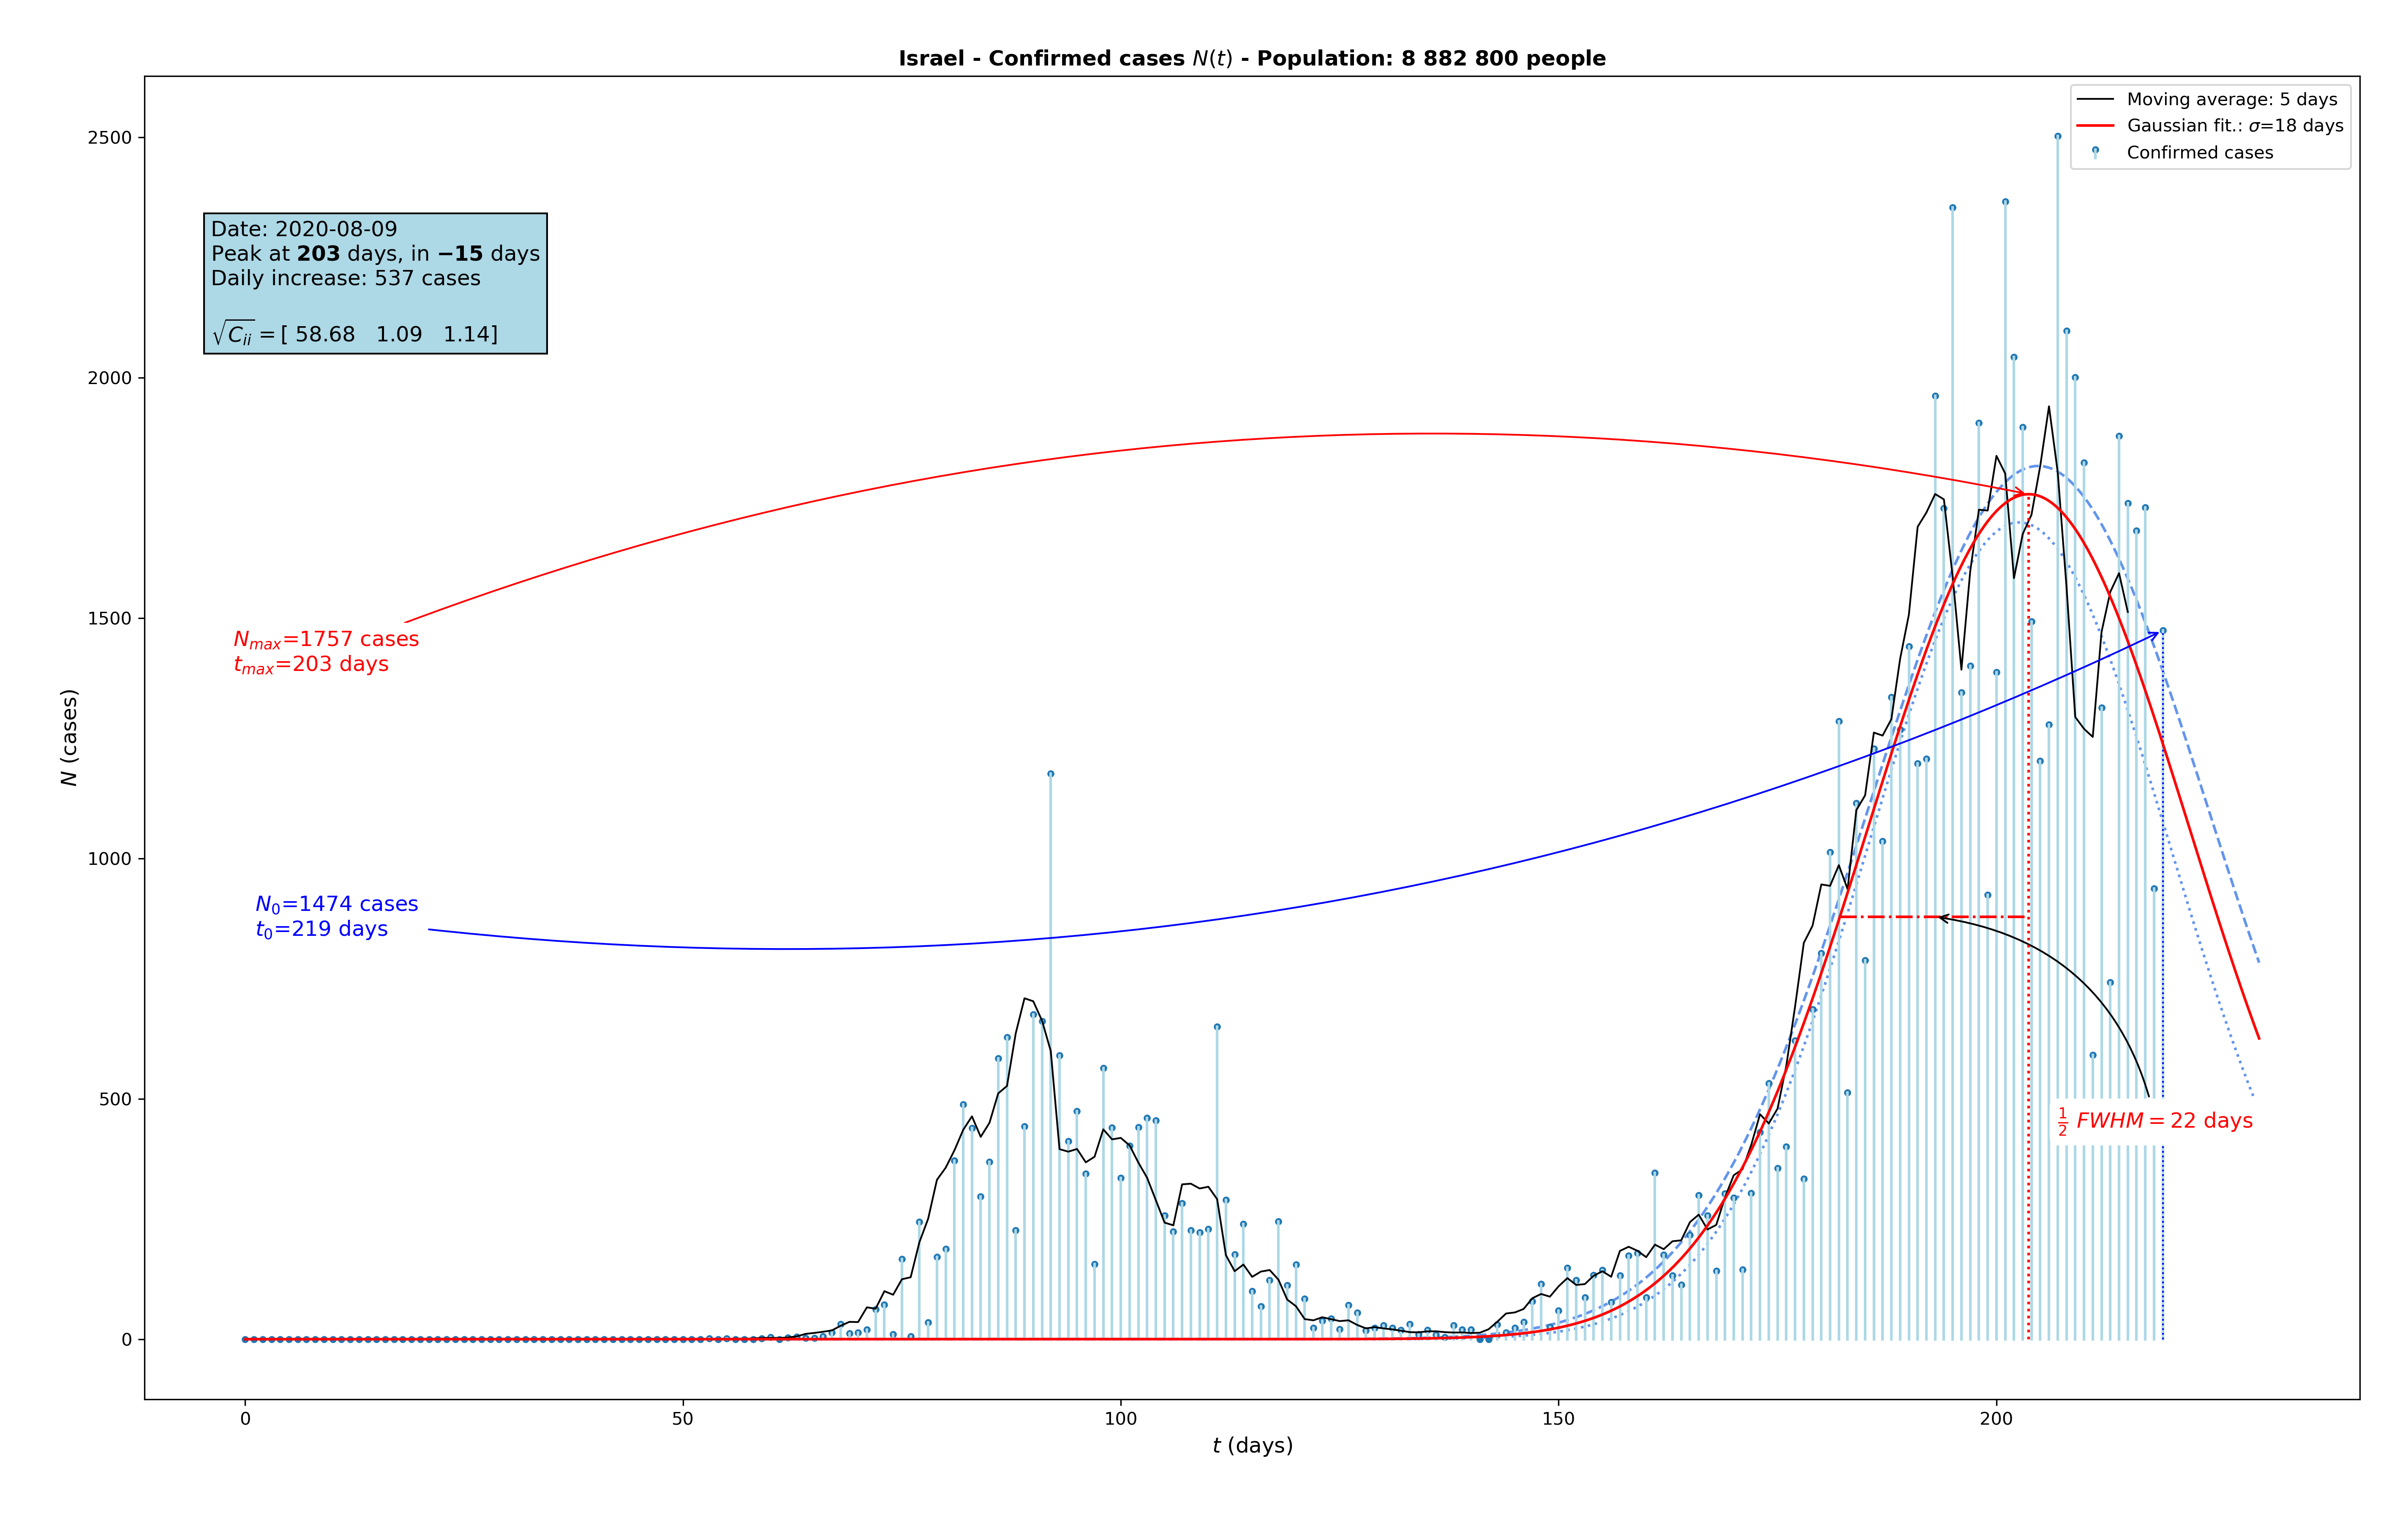 Israel - Confirmed cases N(t) - Population: 8 882 800 people
Moving average: 5 days
Gaussian fit.: σ=18 days
Confirmed cases
Date: 2020-08-09
Peak at 203 days, in −15 days
Daily increase: 537 cases
√C_ii = [ 58.68 1.09 1.14]
N_max=1757 cases
t_max=203 days
N_0=1474 cases
t_0=219 days
1/2 FWHM = 22 days
N (cases)
2500
2000
1500
1000
500
0
0 50 100 150 200
t (days)